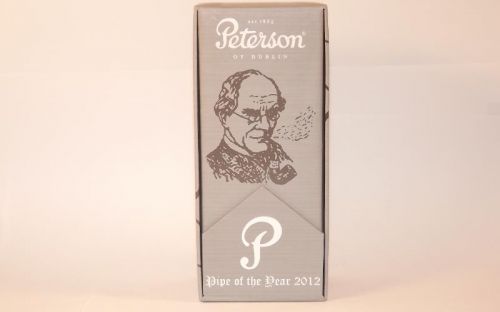 est 1865
Peterson®
OF DUBLIN
P
Pipe of the Year 2012